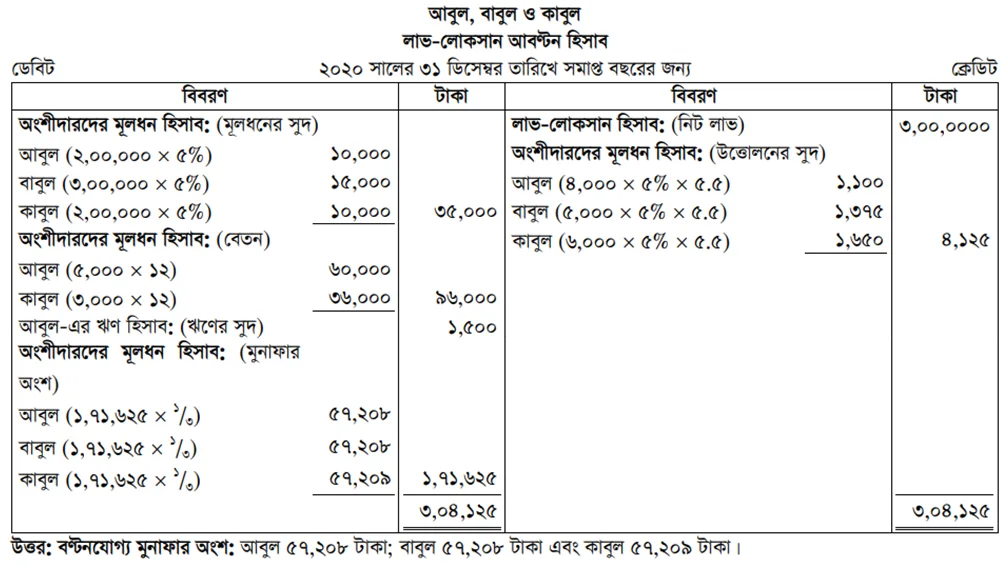 আবুল, বাবুল ও কাবুল
লাভ-লোকসান আবণ্টন হিসাব
ডেবিট ২০২০ সালের ৩১ ডিসেম্বর তারিখে সমাপ্ত বছরের জন্য ক্রেডিট
বিবরণ টাকা বিবরণ টাকা
অংশীদারদের মূলধন হিসাব: (মূলধনের সুদ) লাভ-লোকসান হিসাব: (নিট লাভ) ৩,০০,০০০০
আবুল (২,০০,০০০ × ৫%) ১০,০০০ অংশীদারদের মূলধন হিসাব: (উত্তোলনের সুদ)
বাবুল (৩,০০,০০০ × ৫%) ১৫,০০০ আবুল (৪,০০০ × ৫% × ৫.৫) ১,১০০
কাবুল (২,০০,০০০ × ৫%) ১০,০০০ ৩৫,০০০ বাবুল (৫,০০০ × ৫% × ৫.৫) ১,৩৭৫
অংশীদারদের মূলধন হিসাব: (বেতন) কাবুল (৬,০০০ × ৫% × ৫.৫) ১,৬৫০ ৪,১২৫
আবুল (৫,০০০ × ১২) ৬০,০০০
কাবুল (৩,০০০ × ১২) ৩৬,০০০ ৯৬,০০০
আবুল-এর ঋণ হিসাব: (ঋণের সুদ) ১,৫০০
অংশীদারদের মূলধন হিসাব: (মুনাফার
অংশ)
আবুল (১,৭১,৬২৫ × ১/৩) ৫৭,২০৮
বাবুল (১,৭১,৬২৫ × ১/৩) ৫৭,২০৮
কাবুল (১,৭১,৬২৫ × ১/৩) ৫৭,২০৯ ১,৭১,৬২৫
৩,০৪,১২৫ ৩,০৪,১২৫
উত্তর: বণ্টনযোগ্য মুনাফার অংশ: আবুল ৫৭,২০৮ টাকা; বাবুল ৫৭,২০৮ টাকা এবং কাবুল ৫৭,২০৯ টাকা।